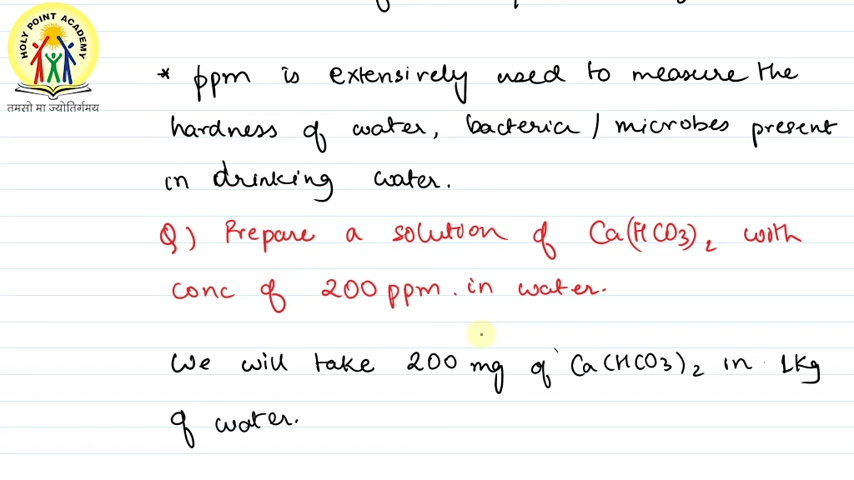 HOLY POINT ACADEMY
तमसो मा ज्योतिर्गमय
* ppm is extensively used to measure the
hardness of water, bacteria / microbes present
in drinking water.
Q) Prepare a solution of Ca(HCO3)2 with
conc of 200 ppm. in water.
We will take 200 mg of Ca(HCO3)2 in 1kg
of water.